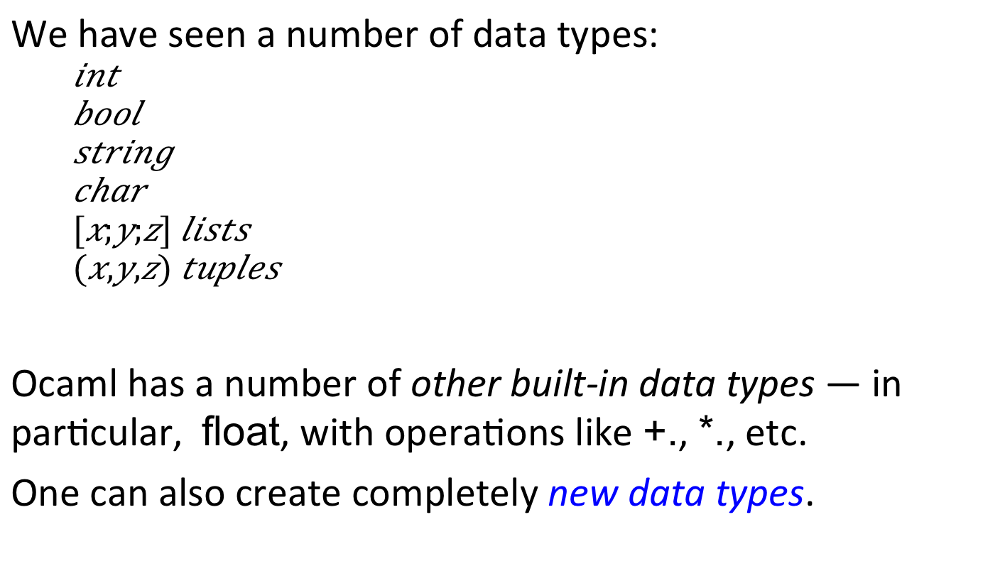 We have seen a number of data types:
int
bool
string
char
[x;y;z] lists
(x,y,z) tuples
Ocaml has a number of other built-in data types — in
particular, float, with operations like +., *., etc.
One can also create completely new data types.